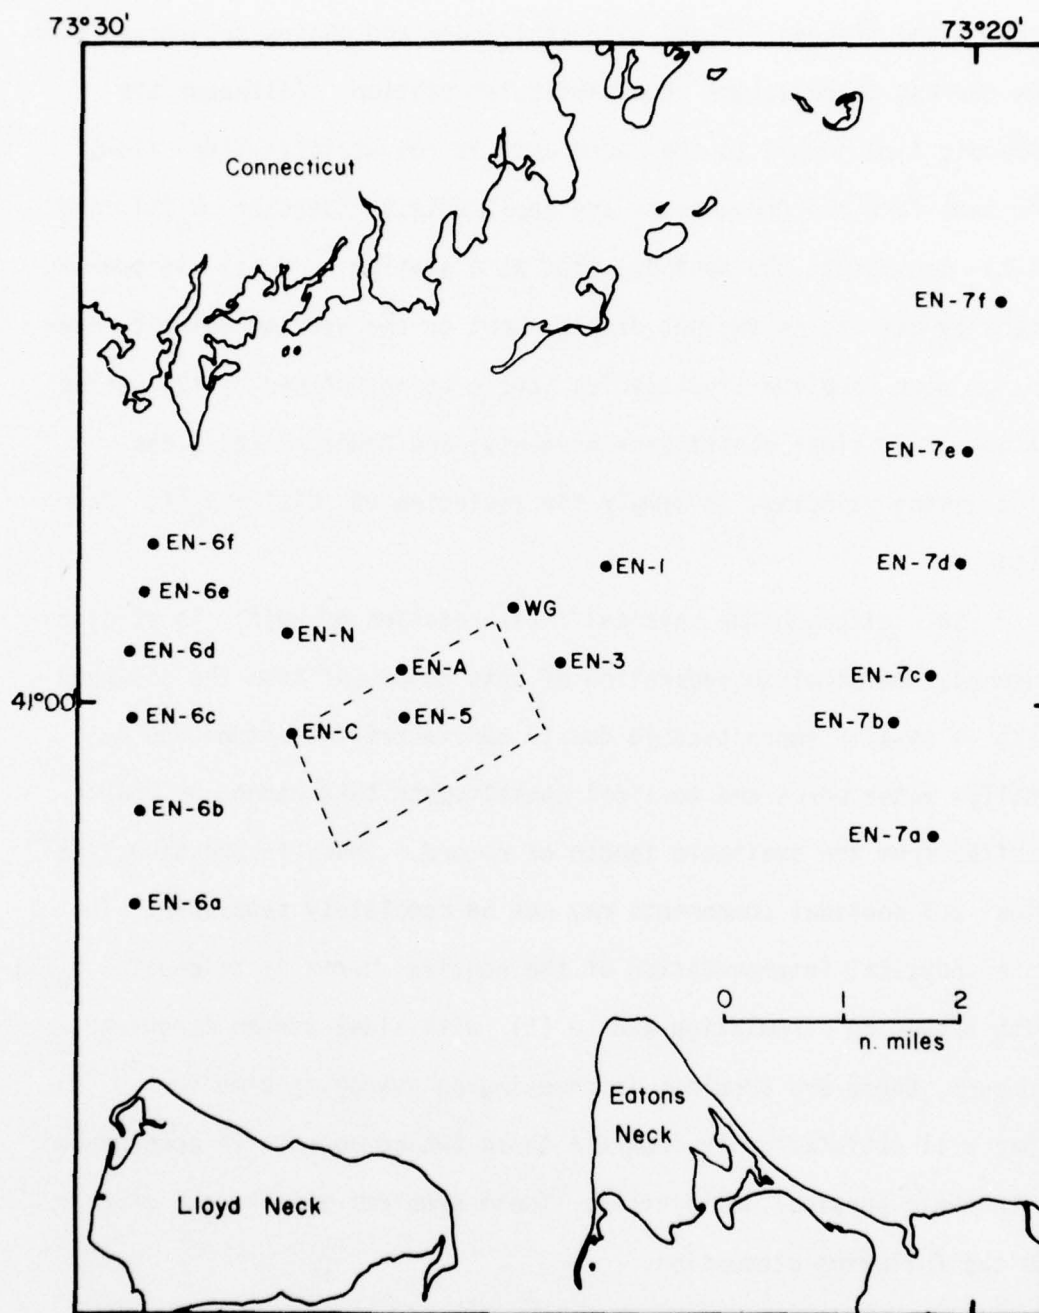 73°30' 73°20'
Connecticut
EN-7f
EN-7e
EN-6f
EN-1
EN-7d
EN-6e
WG
EN-N
EN-6d
EN-A
EN-3
EN-7c
41°00'
EN-6c
EN-5
EN-7b
EN-C
EN-6b
EN-7a
EN-6a
0 1 2
n. miles
Eatons
Neck
Lloyd Neck